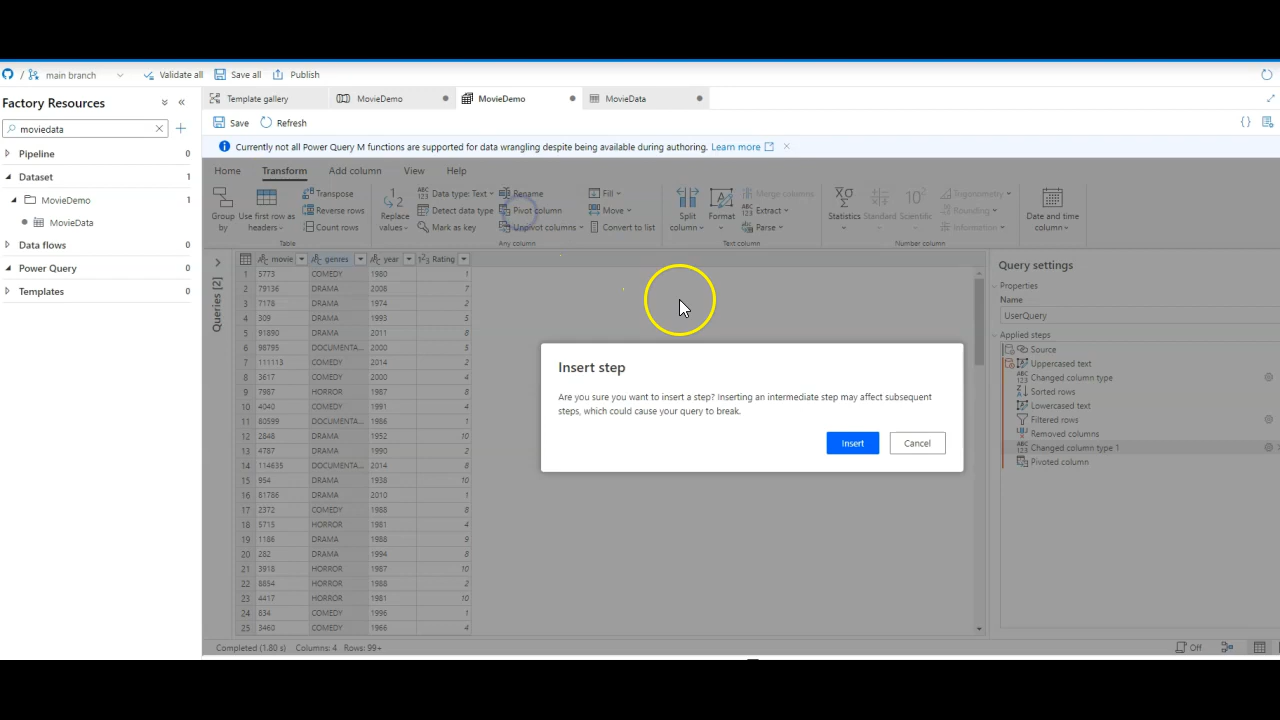 / main branch
Validate all
Save all
Publish
Factory Resources
moviedata
Pipeline 0
Dataset 1
MovieDemo 1
MovieData
Data flows 0
Power Query 0
Templates 0
Template gallery
MovieDemo
MovieDemo
MovieData
Save
Refresh
{ }
Currently not all Power Query M functions are supported for data wrangling despite being available during authoring. Learn more
Home
Transform
Add column
View
Help
Group by
Use first row as headers
Transpose
Reverse rows
Count rows
Table
Replace values
Data type: Text
Detect data type
Mark as key
Rename
Pivot column
Unpivot columns
Fill
Move
Convert to list
Any column
Split column
Format
Merge columns
Extract
Parse
Text column
Statistics
Standard
Scientific
Trigonometry
Rounding
Information
Number column
Date and time column
Queries [2]
movie genres year Rating
1 5773 COMEDY 1980 1
2 79136 DRAMA 2008 7
3 7178 DRAMA 1974 2
4 309 DRAMA 1993 5
5 91890 DRAMA 2011 8
6 98795 DOCUMENTA... 2000 5
7 111113 COMEDY 2014 2
8 3617 COMEDY 2000 4
9 7987 HORROR 1987 8
10 4040 COMEDY 1991 4
11 80599 DOCUMENTA... 1986 1
12 2848 DRAMA 1952 10
13 4787 DRAMA 1990 2
14 114635 DOCUMENTA... 2014 8
15 954 DRAMA 1938 10
16 81786 DRAMA 2010 1
17 2372 COMEDY 1988 8
18 5715 HORROR 1981 4
19 1186 DRAMA 1988 9
20 282 DRAMA 1994 8
21 3918 HORROR 1987 10
22 8854 HORROR 1988 2
23 4417 HORROR 1981 10
24 834 COMEDY 1996 1
25 3460 COMEDY 1966 4
Insert step
Are you sure you want to insert a step? Inserting an intermediate step may affect subsequent
steps, which could cause your query to break.
Insert
Cancel
Query settings
Properties
Name
UserQuery
Applied steps
Source
Uppercased text
Changed column type
Sorted rows
Lowercased text
Filtered rows
Removed columns
Changed column type 1
Pivoted column
Completed (1.80 s) Columns: 4 Rows: 99+
Off